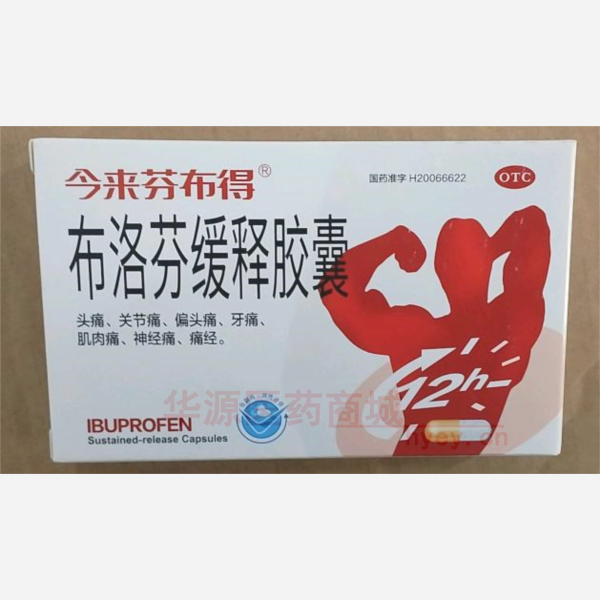 今来芬布得®
国药准字 H20066622
OTC
布洛芬缓释胶囊
头痛、关节痛、偏头痛、牙痛、
肌肉痛、神经痛、痛经。
12h
华源医药商城
hyey.cn
IBUPROFEN
Sustained-release Capsules